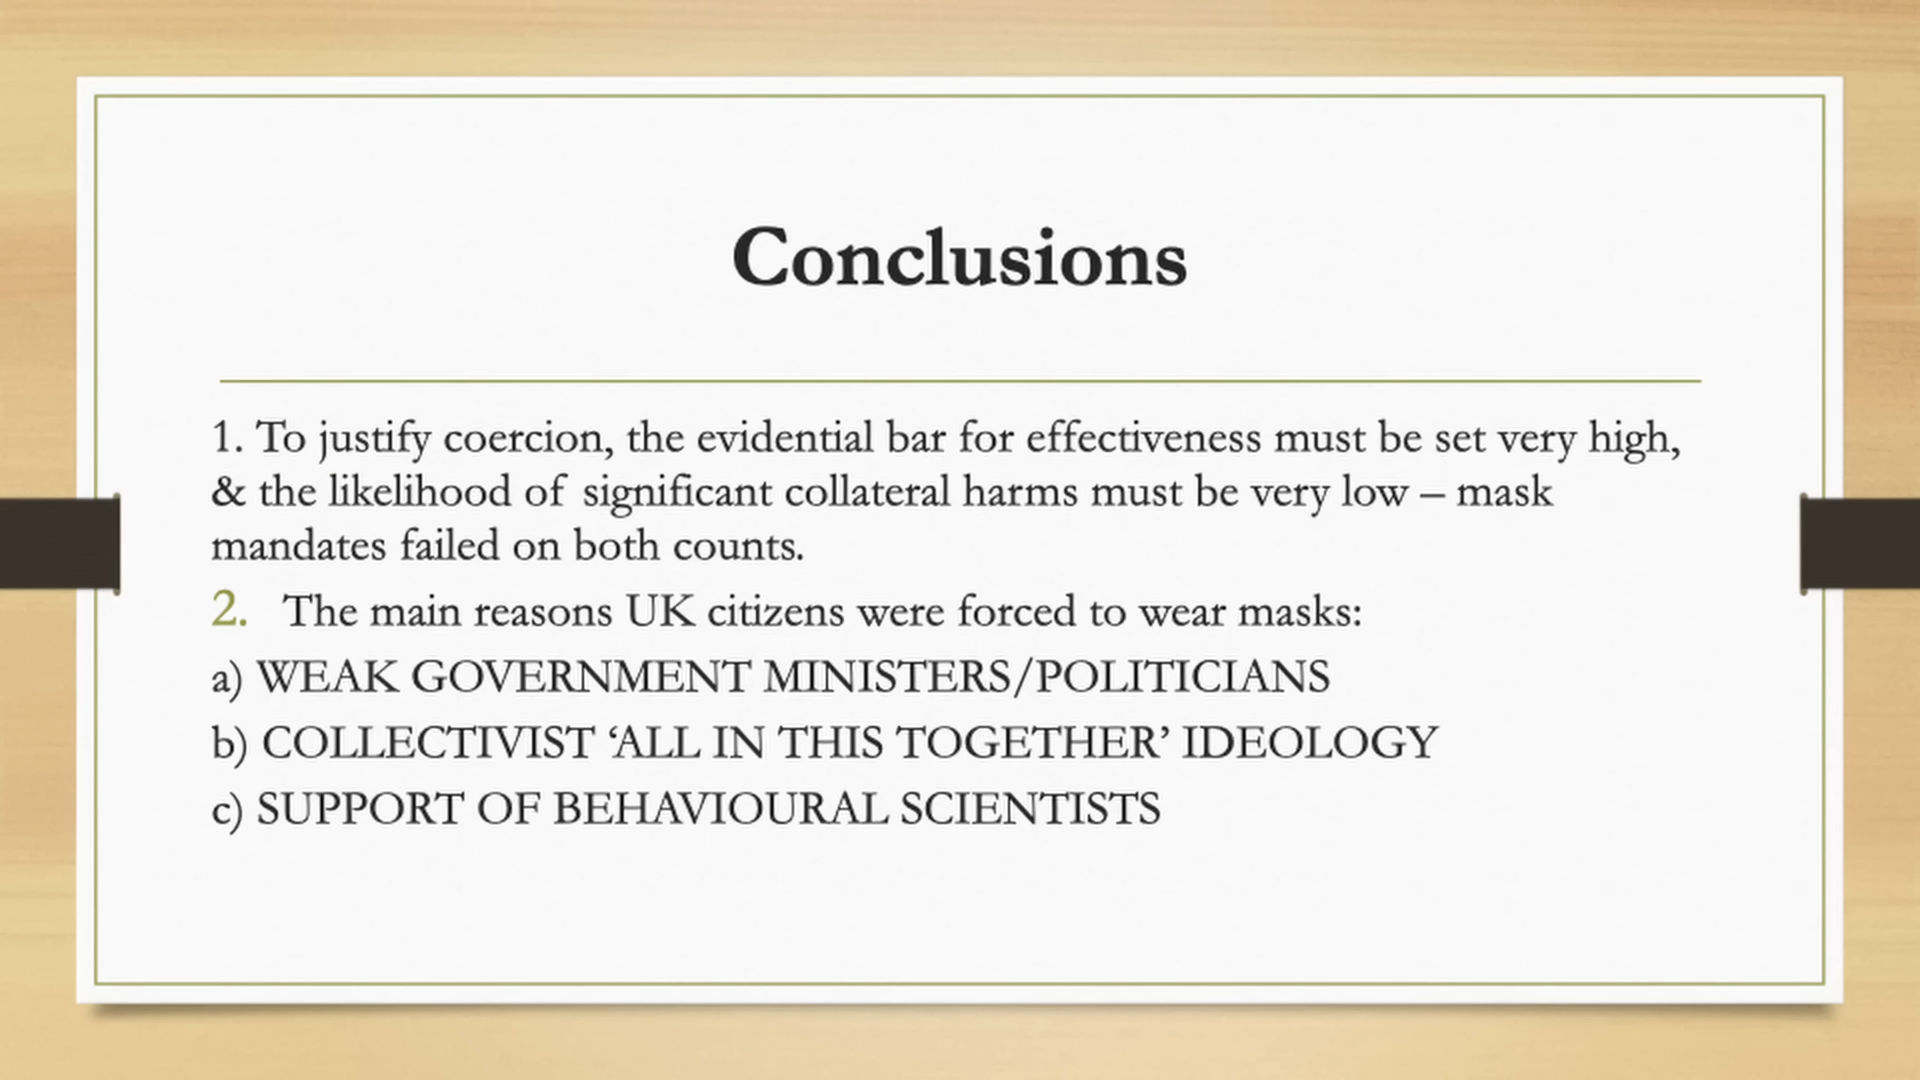 Conclusions
1. To justify coercion, the evidential bar for effectiveness must be set very high,
& the likelihood of significant collateral harms must be very low – mask
mandates failed on both counts.
2. The main reasons UK citizens were forced to wear masks:
a) WEAK GOVERNMENT MINISTERS/POLITICIANS
b) COLLECTIVIST ‘ALL IN THIS TOGETHER’ IDEOLOGY
c) SUPPORT OF BEHAVIOURAL SCIENTISTS